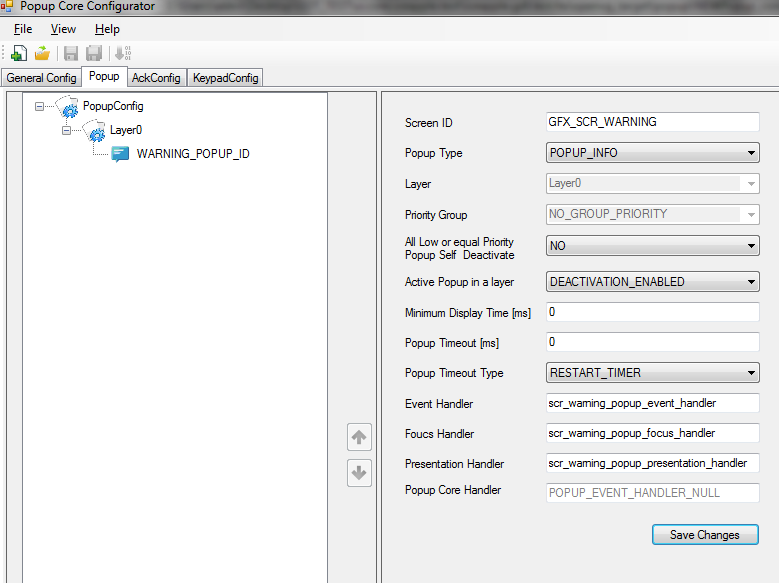 Popup Core Configurator
File View Help
General Config Popup AckConfig KeypadConfig
PopupConfig
Layer0
WARNING_POPUP_ID
Screen ID GFX_SCR_WARNING
Popup Type POPUP_INFO
Layer Layer0
Priority Group NO_GROUP_PRIORITY
All Low or equal Priority
Popup Self Deactivate NO
Active Popup in a layer DEACTIVATION_ENABLED
Minimum Display Time [ms] 0
Popup Timeout [ms] 0
Popup Timeout Type RESTART_TIMER
Event Handler scr_warning_popup_event_handler
Foucs Handler scr_warning_popup_focus_handler
Presentation Handler scr_warning_popup_presentation_handler
Popup Core Handler POPUP_EVENT_HANDLER_NULL
Save Changes